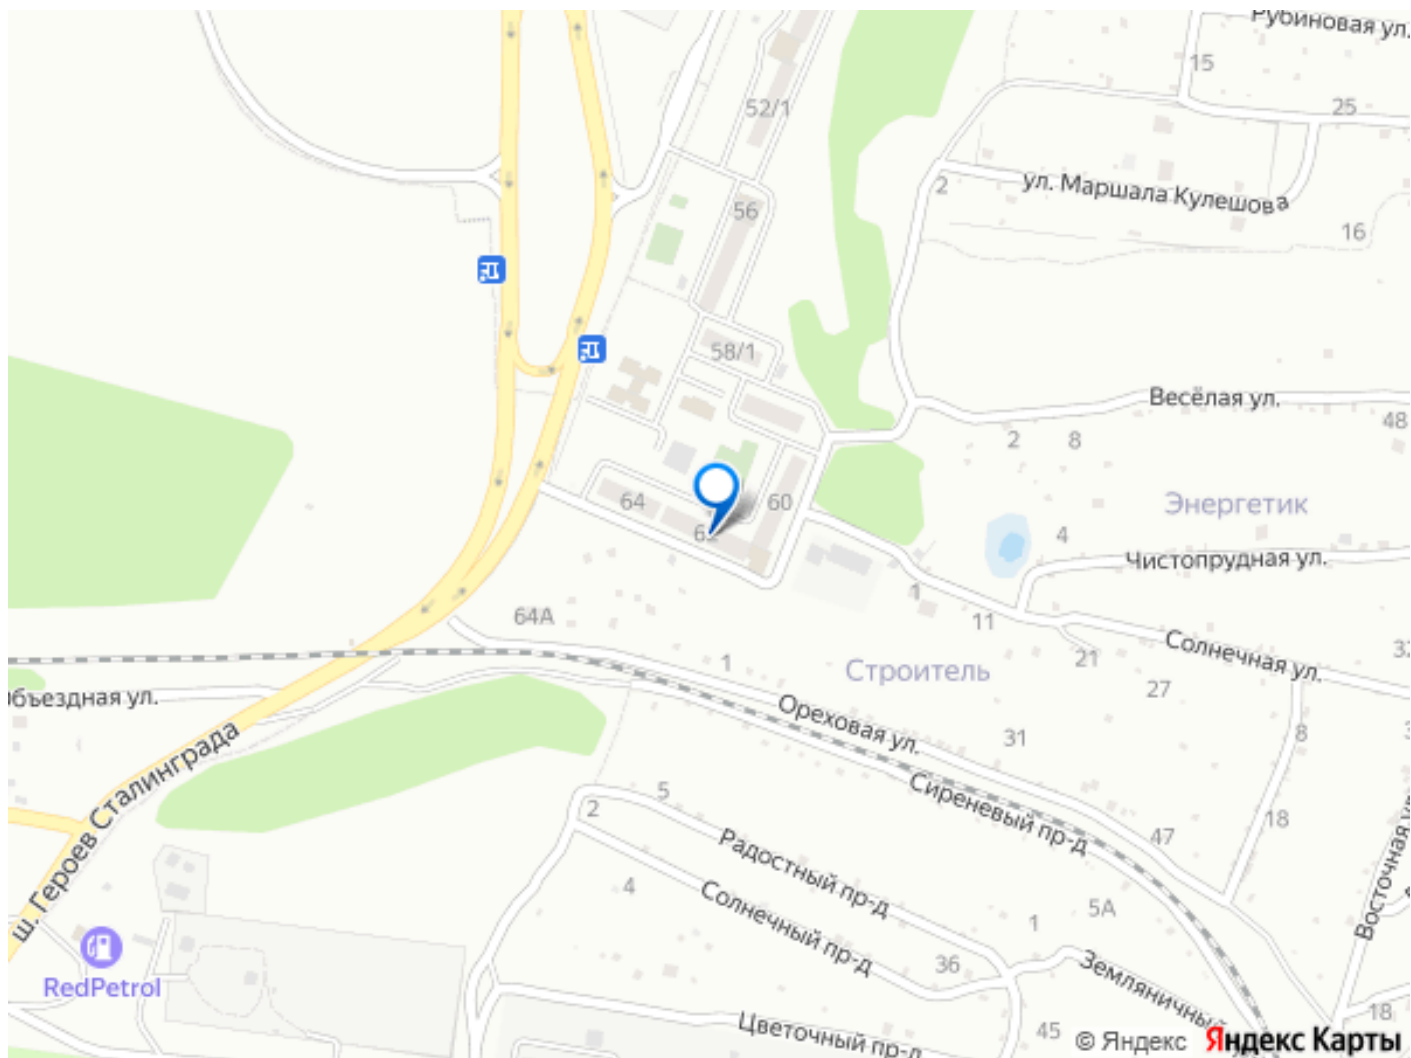 Рубиновая ул.
15
52/1
25
2
ул. Маршала Кулешова
56
16
58/1
Весёлая ул.
48
2
8
64
60
Энергетик
4
Чистопрудная ул.
1
64А
11
Солнечная ул.
21
1
Строитель
27
бъездная ул.
Ореховая ул.
31
8
ш. Героев Сталинграда
Сиреневый пр-д
5
2
18
47
Радостный пр-д
Восточная ул.
4
Солнечный пр-д
5А
1
36
Земляничный
RedPetrol
18
45
Цветочный пр-д
© Яндекс
Яндекс Карты